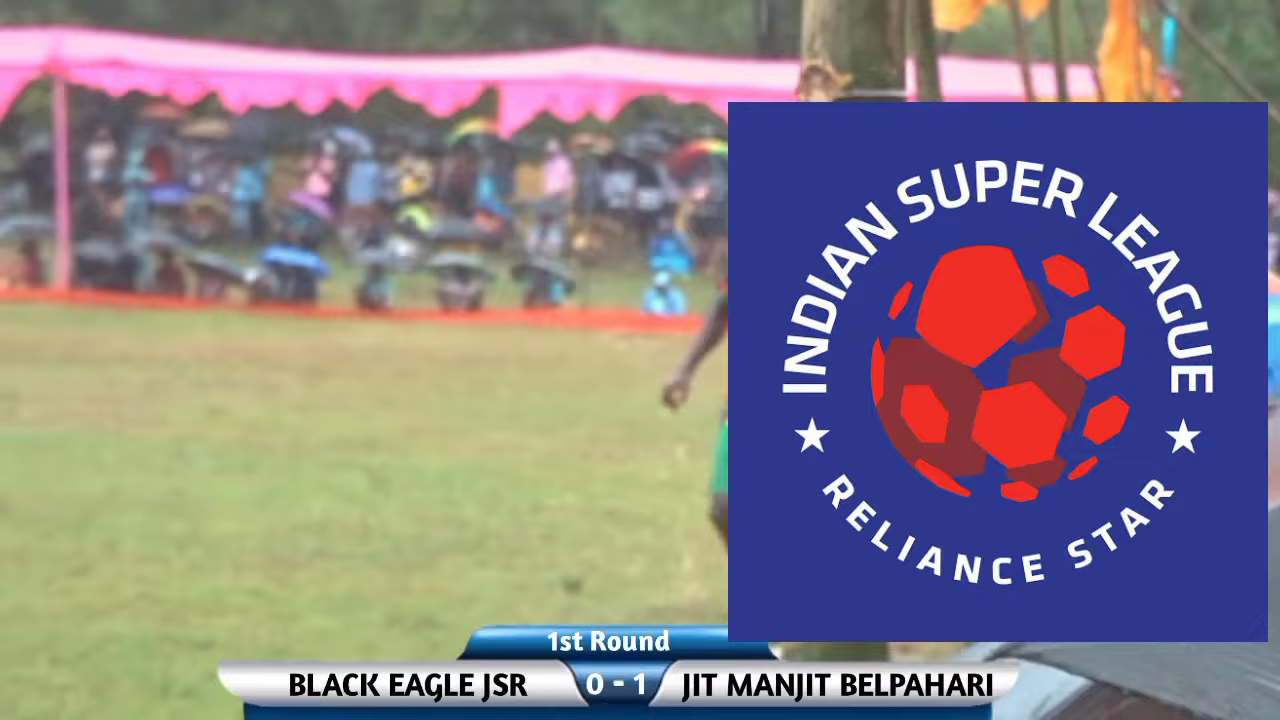 INDIAN SUPER LEAGUE
RELIANCE STAR
1st Round
BLACK EAGLE JSR 0 - 1 JIT MANJIT BELPAHARI